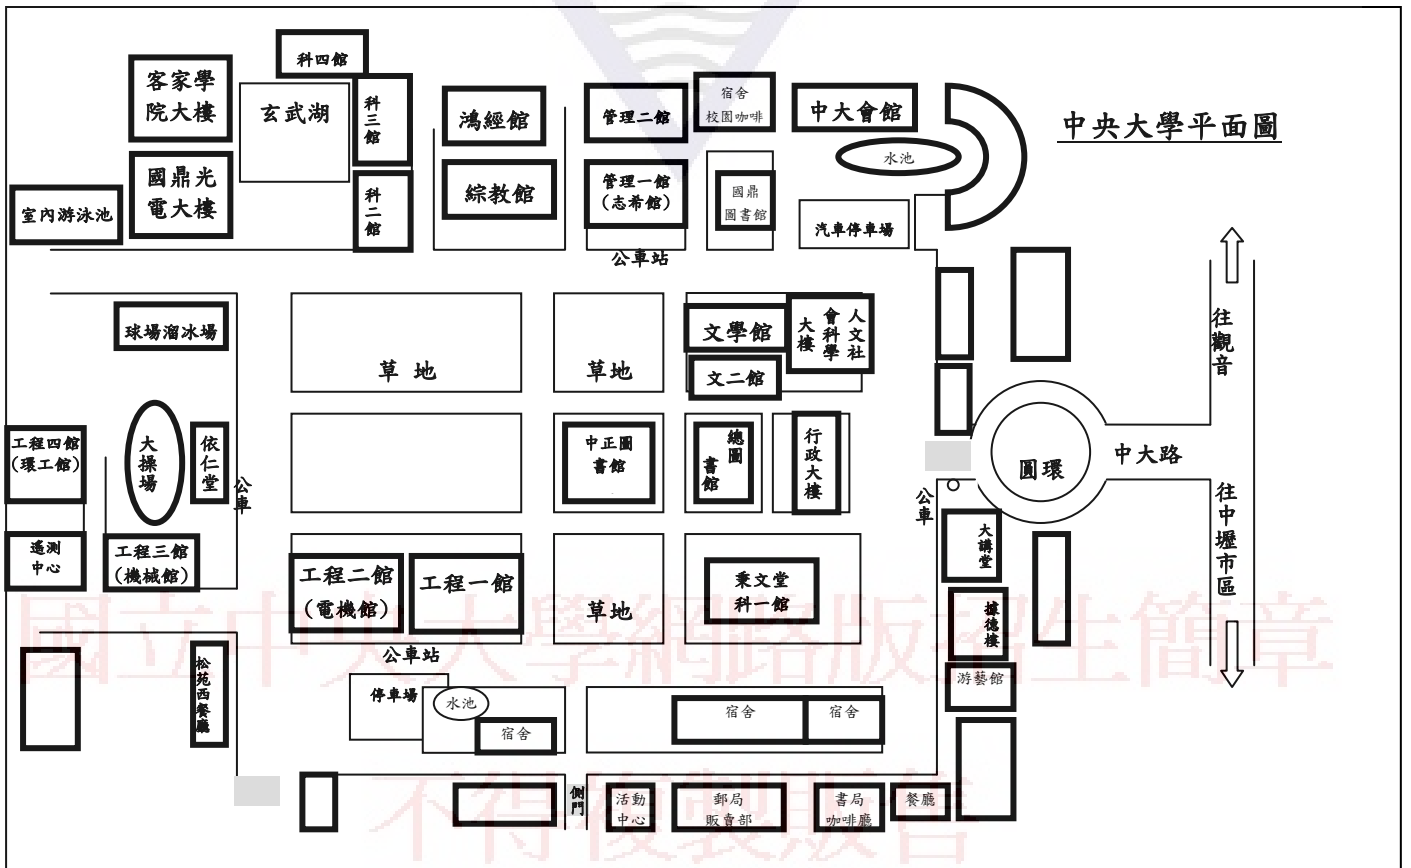 中央大學平面圖
科四館
客家學
院大樓
玄武湖
科三館
鴻經館
管理二館
宿舍
校園咖啡
中大會館
水池
國鼎光
電大樓
室內游泳池
科二館
綜教館
管理一館
(志希館)
國鼎
圖書館
汽車停車場
公車站
球場溜冰場
草 地
草地
文學館
人文社
會科學
大樓
文二館
往觀音
工程四館
(環工館)
大操場
依仁堂
公車
中正圖
書館
總圖
書館
行政大樓
圓環
中大路
公車
往中壢市區
遙測
中心
工程三館
(機械館)
工程二館
(電機館)
工程一館
草地
秉文堂
科一館
大講堂
據德樓
公車站
松苑西餐廳
停車場
水池
宿舍
宿舍
宿舍
游藝館
側門
活動
中心
郵局
販賣部
書局
咖啡廳
餐廳
國立中央大學網路版招生簡章
不得複製販售